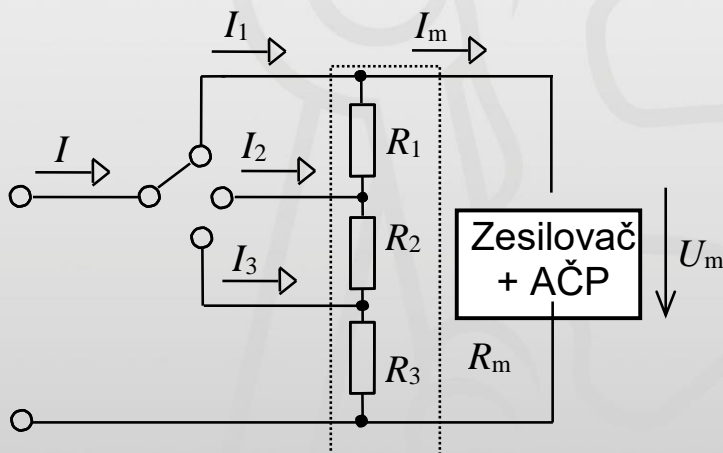 I1
Im
I
I2
R1
I3
R2
Zesilovač
+ AČP
Um
R3
Rm